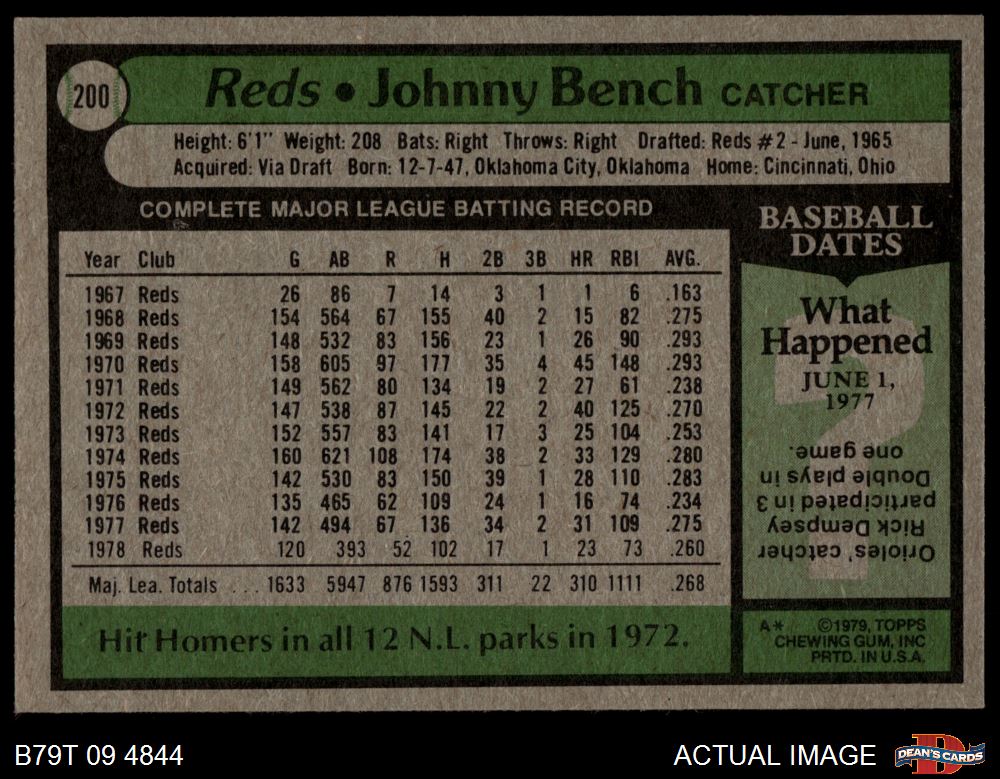 200
Reds • Johnny Bench CATCHER
Height: 6'1" Weight: 208 Bats: Right Throws: Right Drafted: Reds #2 - June, 1965
Acquired: Via Draft Born: 12-7-47, Oklahoma City, Oklahoma Home: Cincinnati, Ohio
COMPLETE MAJOR LEAGUE BATTING RECORD
Year Club G AB R H 2B 3B HR RBI AVG.
1967 Reds 26 86 7 14 3 1 1 6 .163
1968 Reds 154 564 67 155 40 2 15 82 .275
1969 Reds 148 532 83 156 23 1 26 90 .293
1970 Reds 158 605 97 177 35 4 45 148 .293
1971 Reds 149 562 80 134 19 2 27 61 .238
1972 Reds 147 538 87 145 22 2 40 125 .270
1973 Reds 152 557 83 141 17 3 25 104 .253
1974 Reds 160 621 108 174 38 2 33 129 .280
1975 Reds 142 530 83 150 39 1 28 110 .283
1976 Reds 135 465 62 109 24 1 16 74 .234
1977 Reds 142 494 67 136 34 2 31 109 .275
1978 Reds 120 393 52 102 17 1 23 73 .260
Maj. Lea. Totals ... 1633 5947 876 1593 311 22 310 1111 .268
Hit Homers in all 12 N.L. parks in 1972.
BASEBALL
DATES
What
Happened
JUNE 1,
1977
?
Orioles' catcher
Rick Dempsey
participated in 3
Double plays in
one game.
A* ©1979, TOPPS
CHEWING GUM, INC
PRTD. IN U.S.A.
B79T 09 4844
ACTUAL IMAGE
D
DEAN'S CARDS